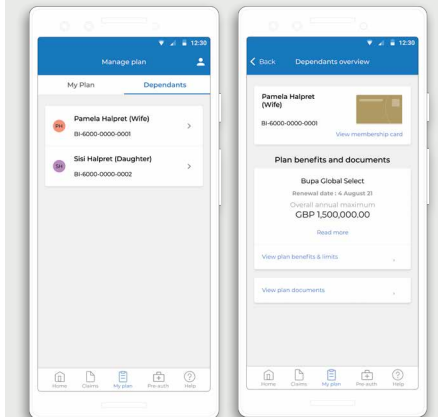 12:30
Manage plan
My Plan
Dependants
PH
Pamela Halpret (Wife)
BI-6000-0000-0001
SH
Sisi Halpret (Daughter)
BI-6000-0000-0002
Home Claims My plan Pre-auth Help
12:30
Back Dependants overview
Pamela Halpret
(Wife)
BI-6000-0000-0001
View membership card
Plan benefits and documents
Bupa Global Select
Renewal date : 4 August 21
Overall annual maximum
GBP 1,500,000.00
Read more
View plan benefits & limits
View plan documents
Home Claims My plan Pre-auth Help